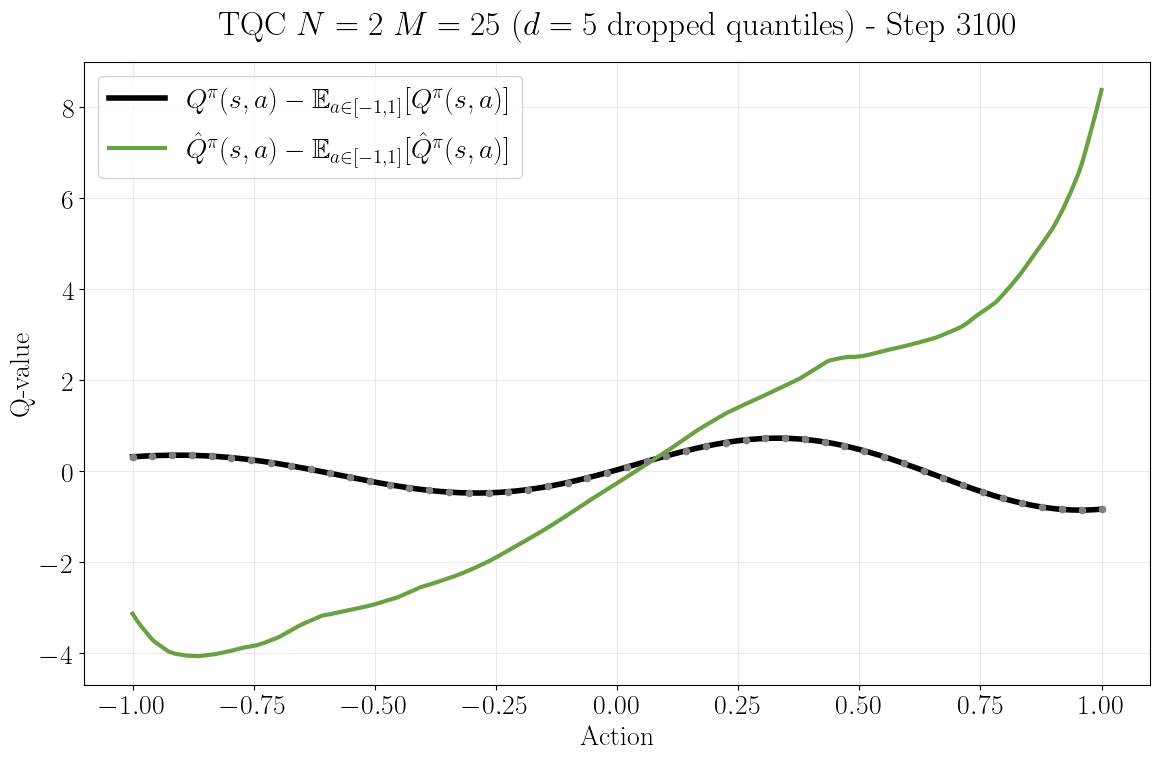 TQC N = 2 M = 25 (d = 5 dropped quantiles) - Step 3100
Q^π(s, a) − 𝔼_{a∈[−1,1]}[Q^π(s, a)]
Q̂^π(s, a) − 𝔼_{a∈[−1,1]}[Q̂^π(s, a)]
8
6
4
2
0
−2
−4
Q-value
−1.00 −0.75 −0.50 −0.25 0.00 0.25 0.50 0.75 1.00
Action